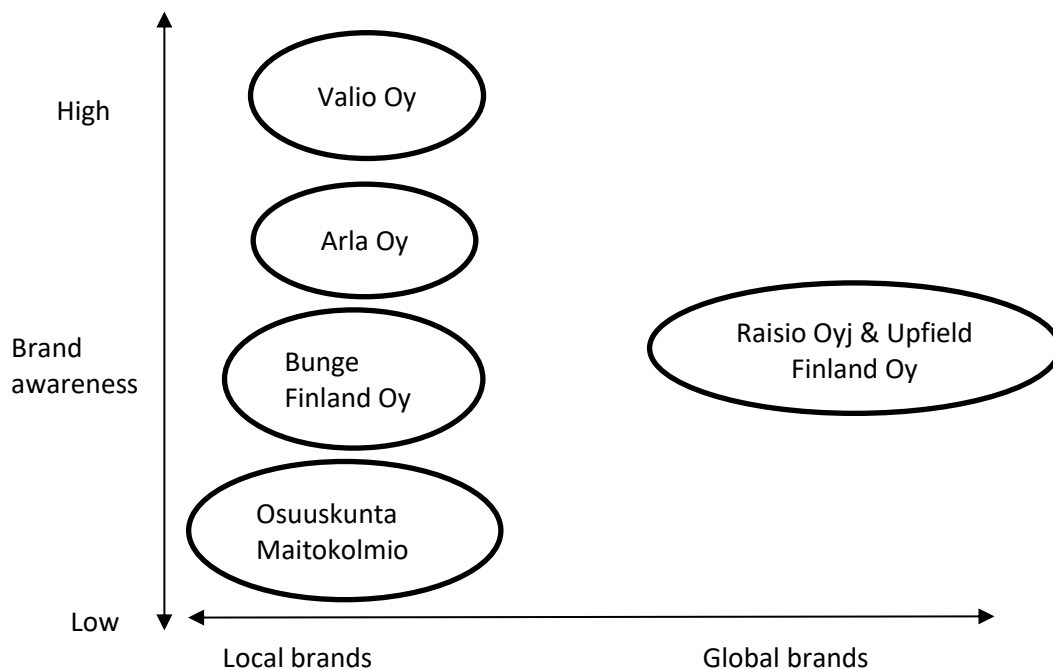 Valio Oy
High
Arla Oy
Raisio Oyj & Upfield
Finland Oy
Brand
awareness
Bunge
Finland Oy
Osuuskunta
Maitokolmio
Low
Local brands
Global brands